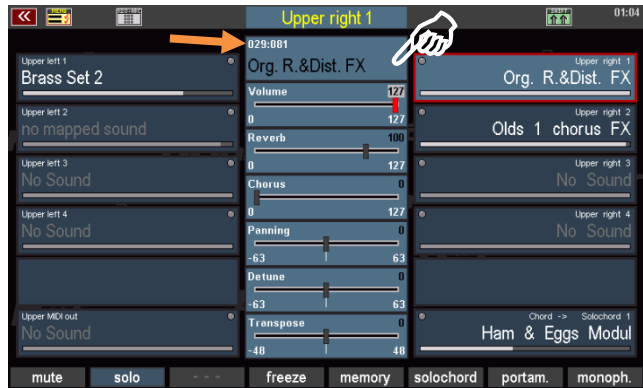 MENU
Upper right 1
01:04
029:081
Org. R.&Dist. FX
Upper left 1
Brass Set 2
Upper left 2
no mapped sound
Upper left 3
No Sound
Upper left 4
No Sound
Upper MIDI out
No Sound
Volume 127
0 127
Reverb 100
0 127
Chorus 0
0 127
Panning 0
-63 63
Detune 0
-63 63
Transpose 0
-48 48
Upper right 1
Org. R.&Dist. FX
Upper right 2
Olds 1 chorus FX
Upper right 3
No Sound
Upper right 4
No Sound
Chord -> Solochord 1
Ham & Eggs Modul
mute solo - - - freeze memory solochord portam. monoph.